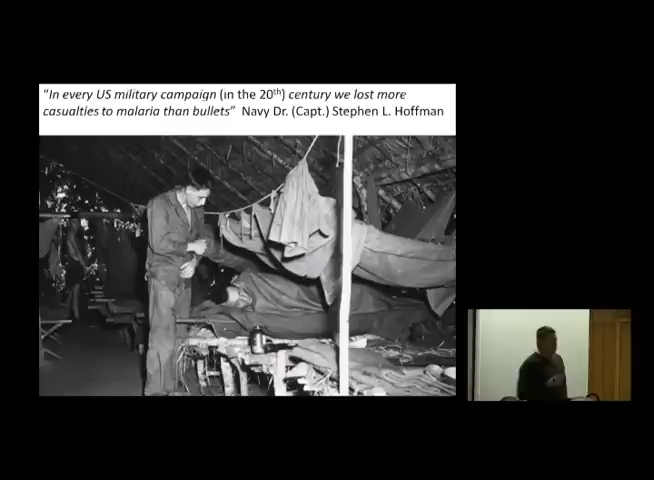 “In every US military campaign (in the 20th) century we lost more
casualties to malaria than bullets” Navy Dr. (Capt.) Stephen L. Hoffman